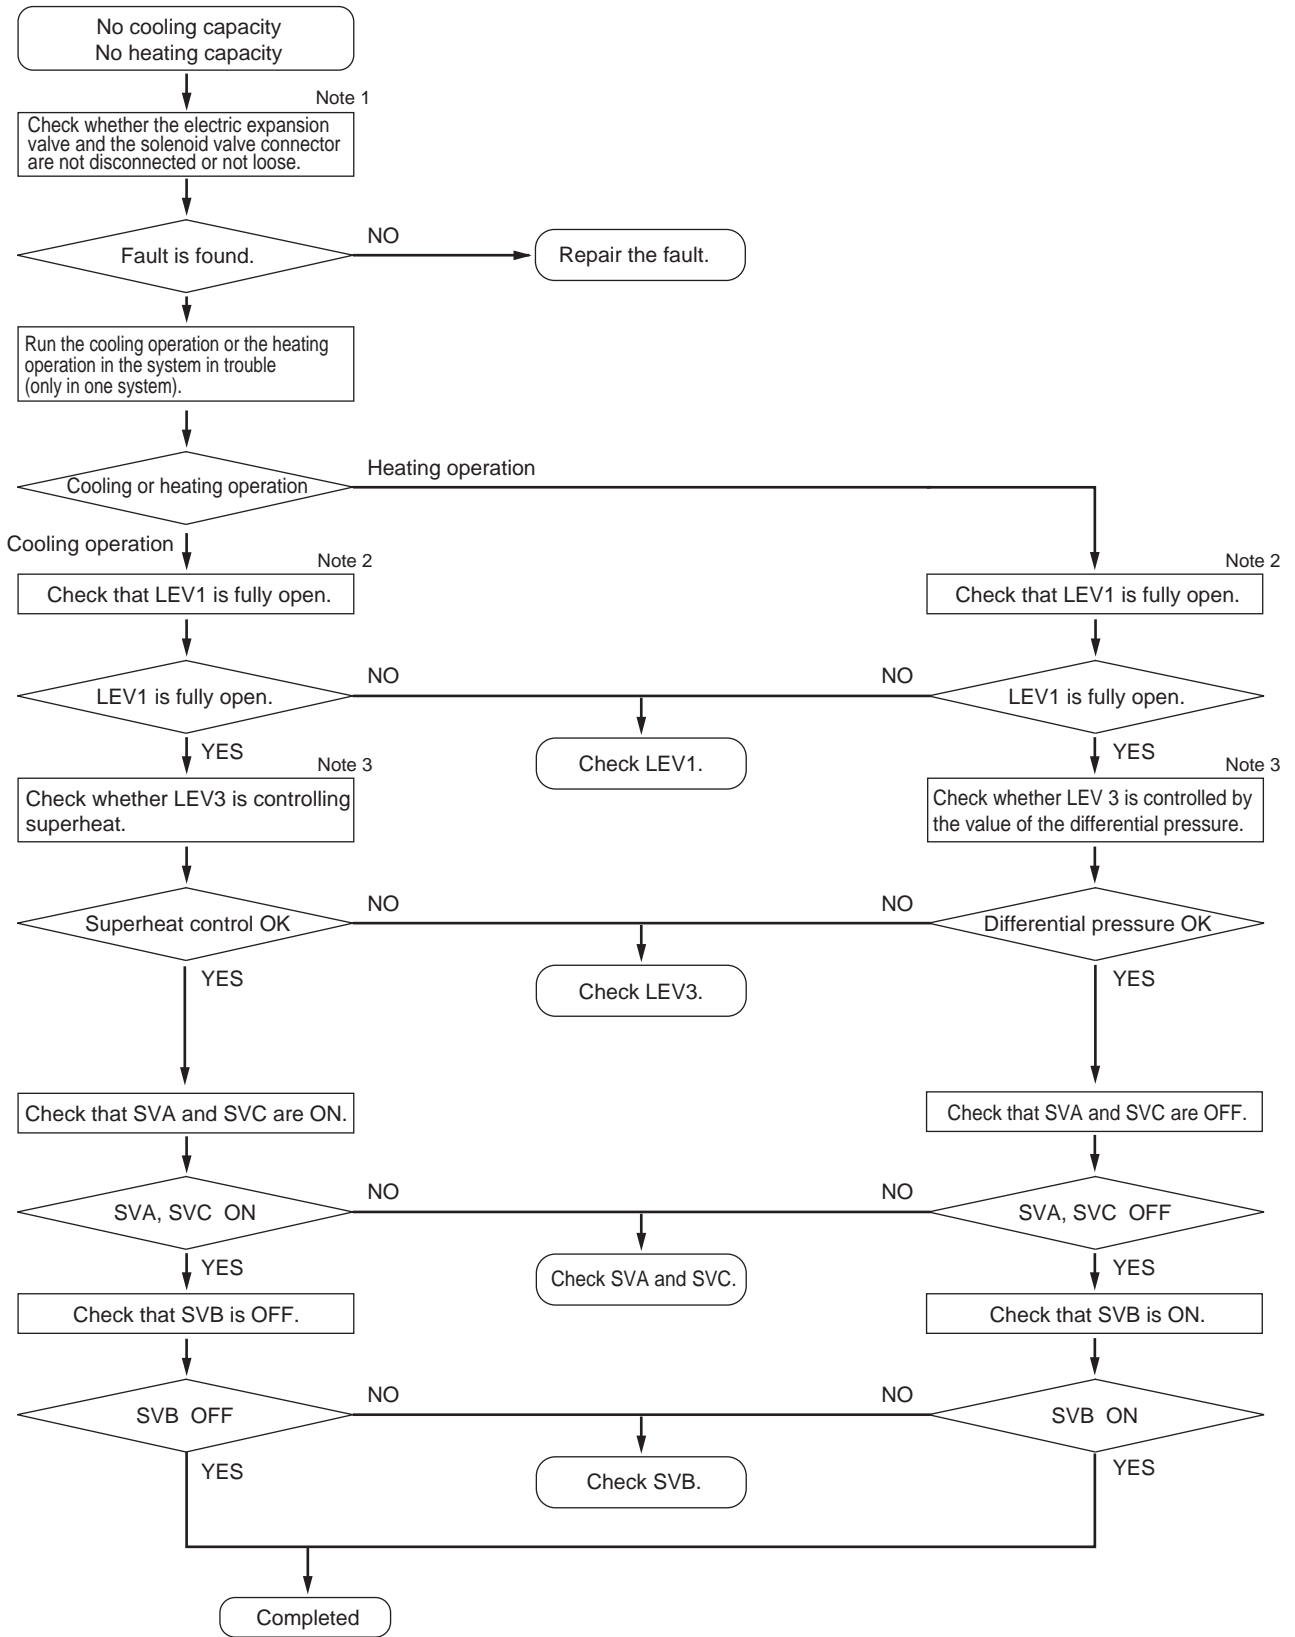 No cooling capacity
No heating capacity
Note 1
Check whether the electric expansion
valve and the solenoid valve connector
are not disconnected or not loose.
Fault is found.
NO
Repair the fault.
Run the cooling operation or the heating
operation in the system in trouble
(only in one system).
Cooling or heating operation
Heating operation
Cooling operation
Note 2
Check that LEV1 is fully open.
Note 2
Check that LEV1 is fully open.
LEV1 is fully open.
NO
NO
LEV1 is fully open.
YES
Check LEV1.
YES
Note 3
Check whether LEV3 is controlling
superheat.
Note 3
Check whether LEV 3 is controlled by
the value of the differential pressure.
Superheat control OK
NO
NO
Differential pressure OK
YES
Check LEV3.
YES
Check that SVA and SVC are ON.
Check that SVA and SVC are OFF.
SVA, SVC ON
NO
NO
SVA, SVC OFF
YES
Check SVA and SVC.
YES
Check that SVB is OFF.
Check that SVB is ON.
SVB OFF
NO
NO
SVB ON
YES
Check SVB.
YES
Completed